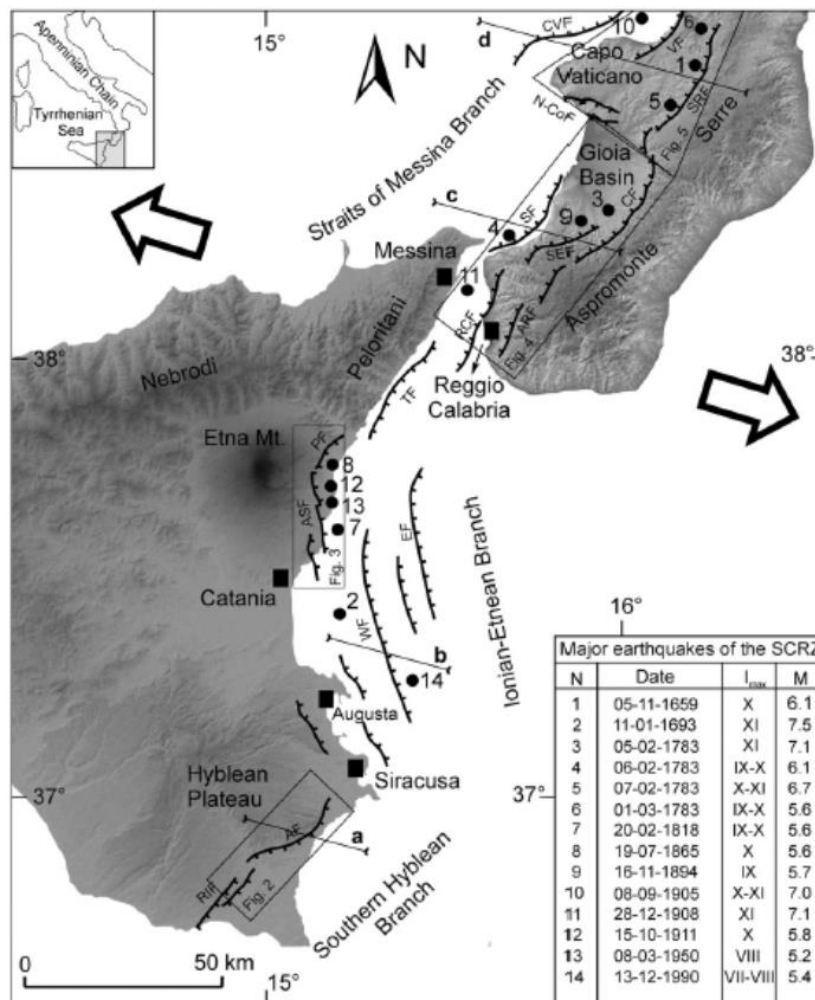 Apenninian Chain
Tyrrhenian
Sea
15°
N
d
CVF
10
6
VF
Capo
Vaticano
1
5
SRF
Serre
N-CoF
Fig. 5
Straits of Messina Branch
Gioia
Basin
c
3
CF
SF
9
4
SEF
Messina
11
Aspromonte
RCF
ARF
Fig. 4
38°
38°
Peloritani
Nebrodi
Reggio
Calabria
TF
Etna Mt.
PF
8
12
13
ASF
7
Fig. 3
EF
Catania
2
WF
Ionian-Etnean Branch
b
14
16°
Augusta
Siracusa
Hyblean
Plateau
37°
37°
AF
a
RIF
Fig. 2
Southern Hyblean
Branch
0 50 km
15°
Major earthquakes of the SCRZ
N Date Imax M
1 05-11-1659 X 6.1
2 11-01-1693 XI 7.5
3 05-02-1783 XI 7.1
4 06-02-1783 IX-X 6.1
5 07-02-1783 X-XI 6.7
6 01-03-1783 IX-X 5.6
7 20-02-1818 IX-X 5.6
8 19-07-1865 X 5.6
9 16-11-1894 IX 5.7
10 08-09-1905 X-XI 7.0
11 28-12-1908 XI 7.1
12 15-10-1911 X 5.8
13 08-03-1950 VIII 5.2
14 13-12-1990 VII-VIII 5.4